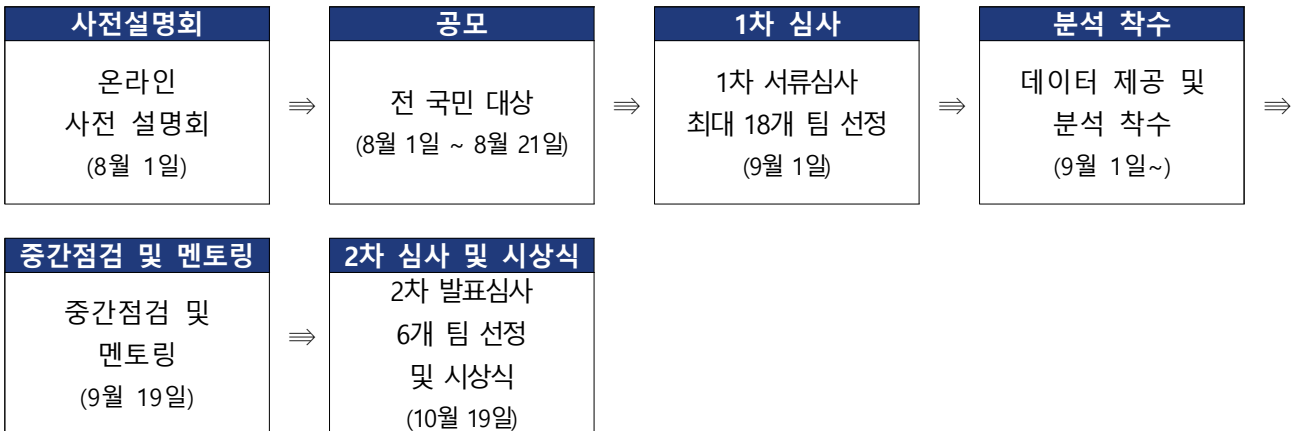 사전설명회
온라인
사전 설명회
(8월 1일)
⇛
공모
전 국민 대상
(8월 1일 ~ 8월 21일)
⇛
1차 심사
1차 서류심사
최대 18개 팀 선정
(9월 1일)
⇛
분석 착수
데이터 제공 및
분석 착수
(9월 1일~)
⇛
중간점검 및 멘토링
중간점검 및
멘토링
(9월 19일)
⇛
2차 심사 및 시상식
2차 발표심사
6개 팀 선정
및 시상식
(10월 19일)